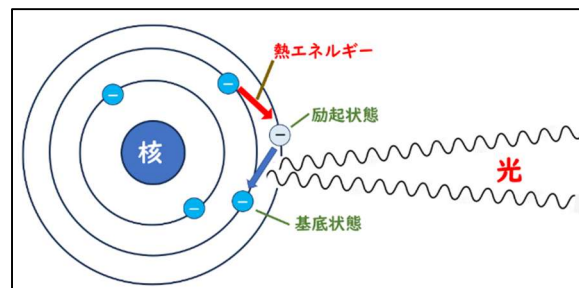 熱エネルギー
励起状態
核
光
基底状態